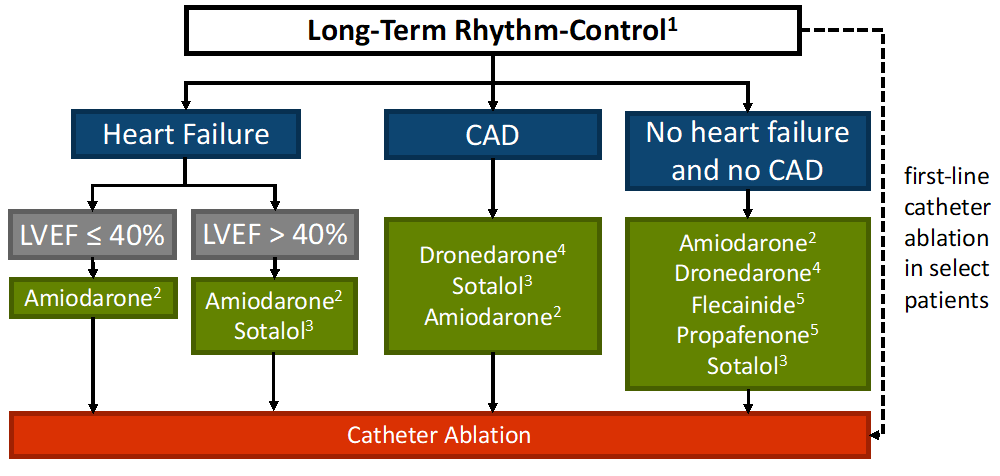 Long-Term Rhythm-Control¹
Heart Failure
CAD
No heart failure
and no CAD
LVEF ≤ 40%
LVEF > 40%
Amiodarone²
Amiodarone²
Sotalol³
Dronedarone⁴
Sotalol³
Amiodarone²
Amiodarone²
Dronedarone⁴
Flecainide⁵
Propafenone⁵
Sotalol³
first-line
catheter
ablation
in select
patients
Catheter Ablation